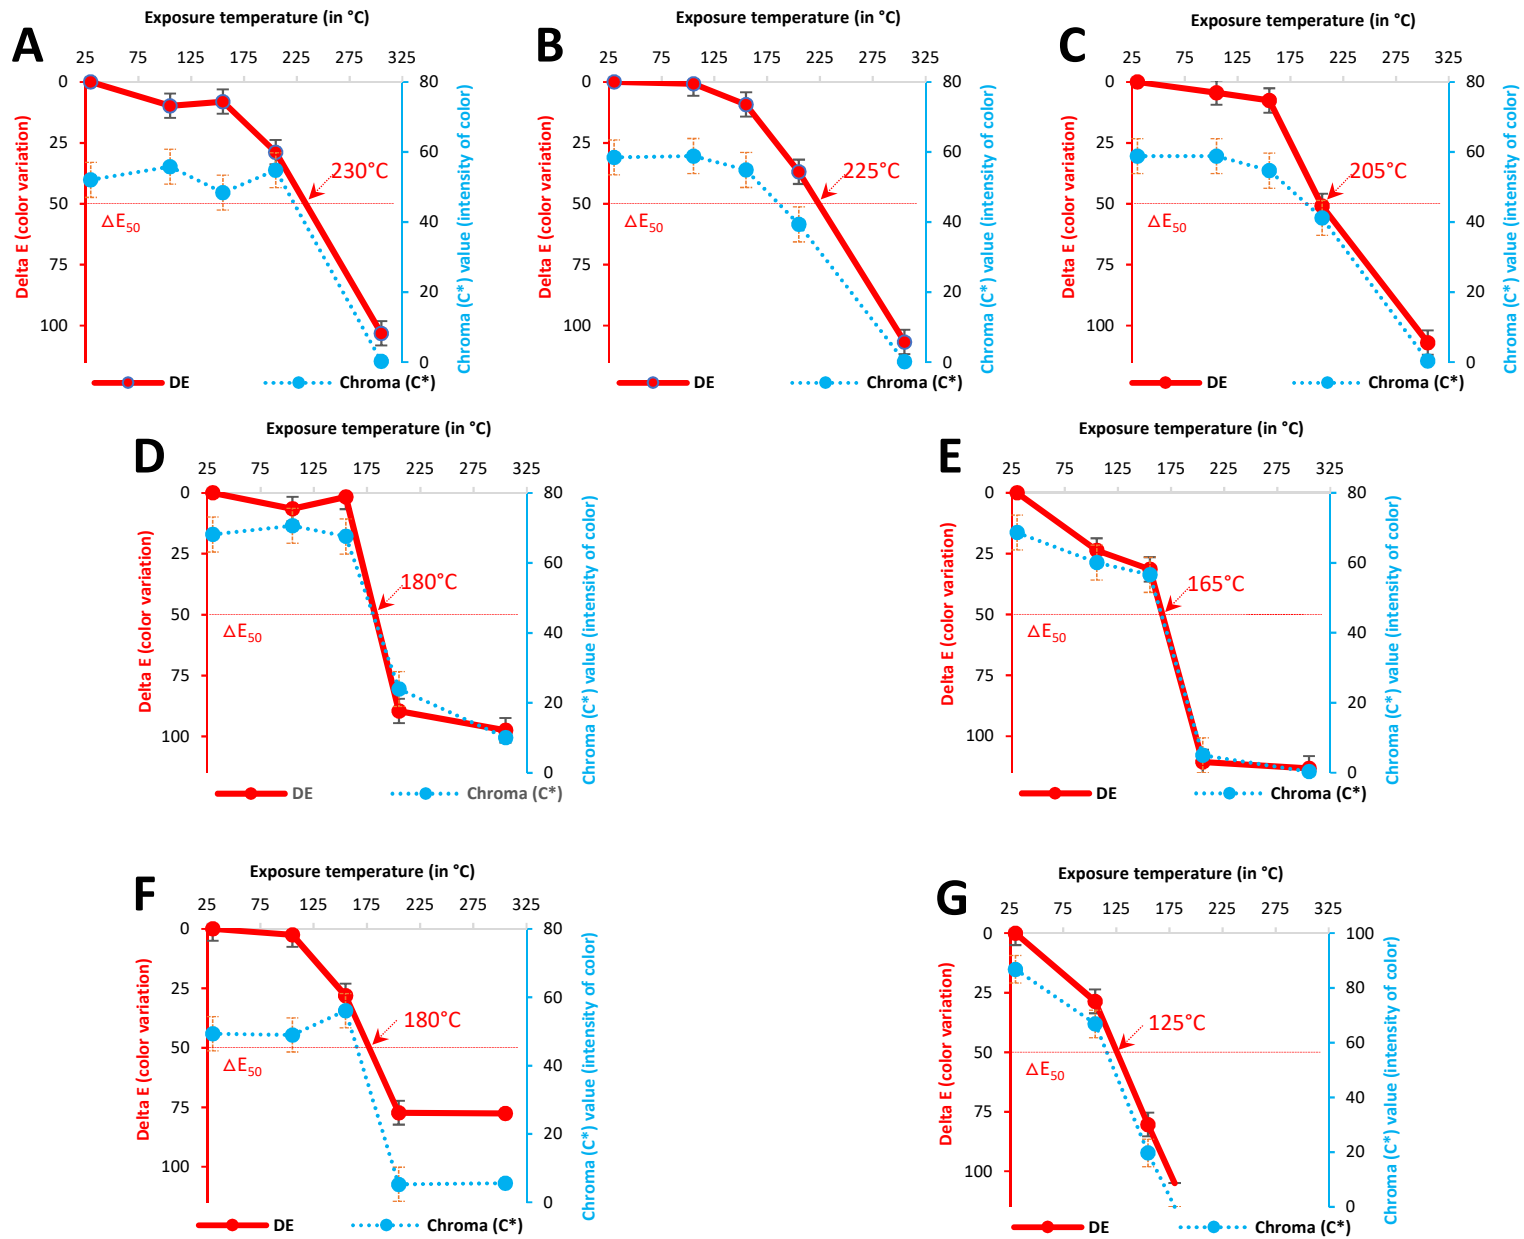 A
Exposure temperature (in °C)
25 75 125 175 225 275 325
0 25 50 75 100
80 60 40 20 0
Delta E (color variation)
Chroma (C*) value (intensity of color)
230°C
△E50
DE Chroma (C*)
B
Exposure temperature (in °C)
25 75 125 175 225 275 325
0 25 50 75 100
80 60 40 20 0
Delta E (color variation)
Chroma (C*) value (intensity of color)
225°C
△E50
DE Chroma (C*)
C
Exposure temperature (in °C)
25 75 125 175 225 275 325
0 25 50 75 100
80 60 40 20 0
Delta E (color variation)
Chroma (C*) value (intensity of color)
205°C
△E50
DE Chroma (C*)
D
Exposure temperature (in °C)
25 75 125 175 225 275 325
0 25 50 75 100
80 60 40 20 0
Delta E (color variation)
Chroma (C*) value (intensity of color)
180°C
△E50
DE Chroma (C*)
E
Exposure temperature (in °C)
25 75 125 175 225 275 325
0 25 50 75 100
80 60 40 20 0
Delta E (color variation)
Chroma (C*) value (intensity of color)
165°C
△E50
DE Chroma (C*)
F
Exposure temperature (in °C)
25 75 125 175 225 275 325
0 25 50 75 100
80 60 40 20 0
Delta E (color variation)
Chroma (C*) value (intensity of color)
180°C
△E50
DE Chroma (C*)
G
Exposure temperature (in °C)
25 75 125 175 225 275 325
0 25 50 75 100
100 80 60 40 20 0
Delta E (color variation)
Chroma (C*) value (intensity of color)
125°C
△E50
DE Chroma (C*)